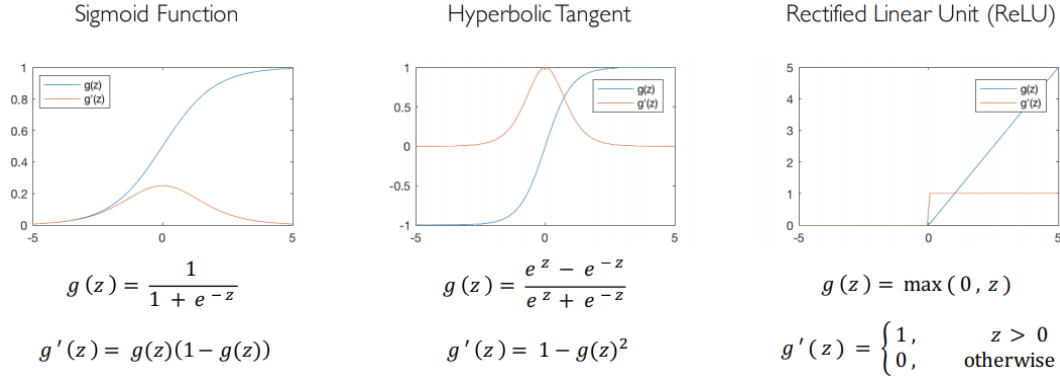 Sigmoid Function
1
0.8
0.6
0.4
0.2
0
-5
0
5
g(z)
g'(z)
g(z) = 1 / (1 + e^{-z})
g'(z) = g(z)(1 − g(z))
Hyperbolic Tangent
1
0.5
0
-0.5
-1
-5
0
5
g(z)
g'(z)
g(z) = (e^{z} − e^{-z}) / (e^{z} + e^{-z})
g'(z) = 1 − g(z)^2
Rectified Linear Unit (ReLU)
5
4
3
2
1
0
-5
0
5
g(z)
g'(z)
g(z) = max(0, z)
g'(z) = { 1, z > 0
0, otherwise